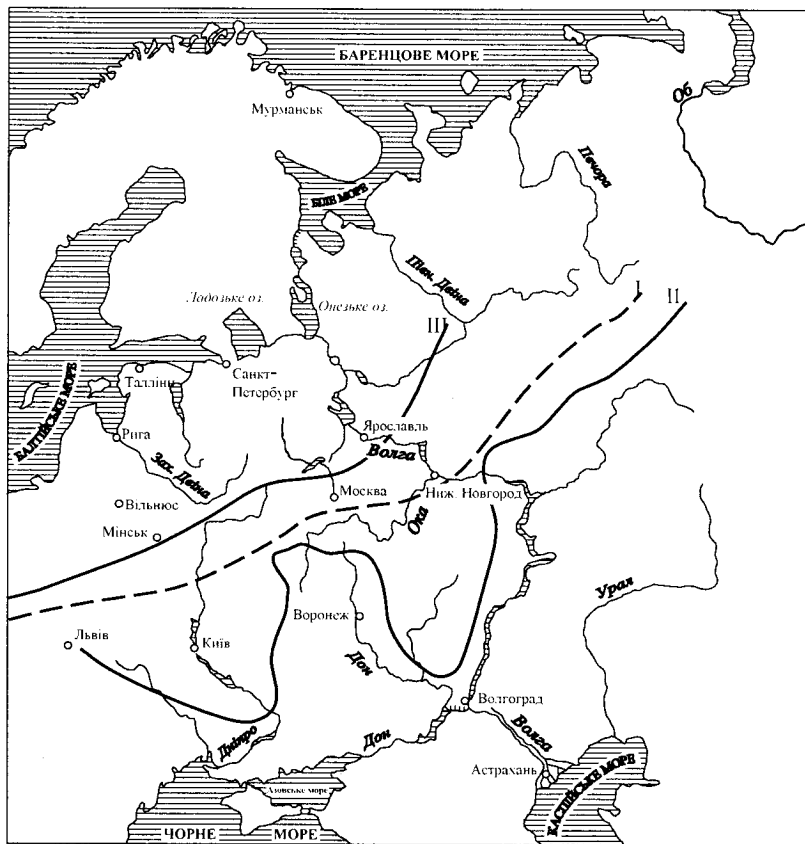 БАРЕНЦОВЕ МОРЕ
Об
Мурманськ
Печора
БІЛЕ МОРЕ
Півн. Двіна
Ладозьке оз.
Онезьке оз.
I
II
III
Таллінн
Санкт-
Петербург
БАЛТІЙСЬКЕ МОРЕ
Рига
Ярославль
Волга
Зах. Двіна
Москва
Ниж. Новгород
Вільнюс
Ока
Мінськ
Урал
Воронеж
Львів
Київ
Дон
Волгоград
Дніпро
Дон
Волга
Астрахань
Азовське море
КАСПІЙСЬКЕ МОРЕ
ЧОРНЕ МОРЕ